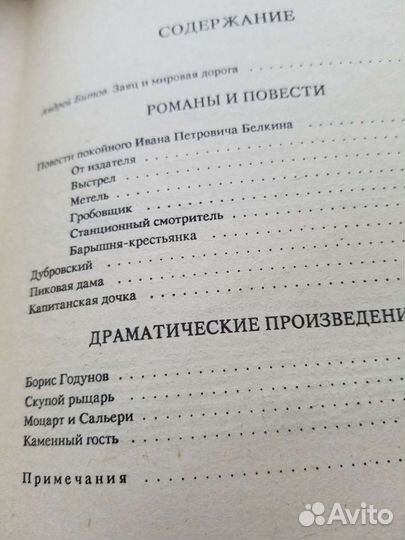 СОДЕРЖАНИЕ
Андрей Битов. Заяц и мировая дорога
РОМАНЫ И ПОВЕСТИ
Повести покойного Ивана Петровича Белкина
От издателя
Выстрел
Метель
Гробовщик
Станционный смотритель
Барышня-крестьянка
Дубровский
Пиковая дама
Капитанская дочка
ДРАМАТИЧЕСКИЕ ПРОИЗВЕДЕНИ
Борис Годунов
Скупой рыцарь
Моцарт и Сальери
Каменный гость
Примечания
Avito